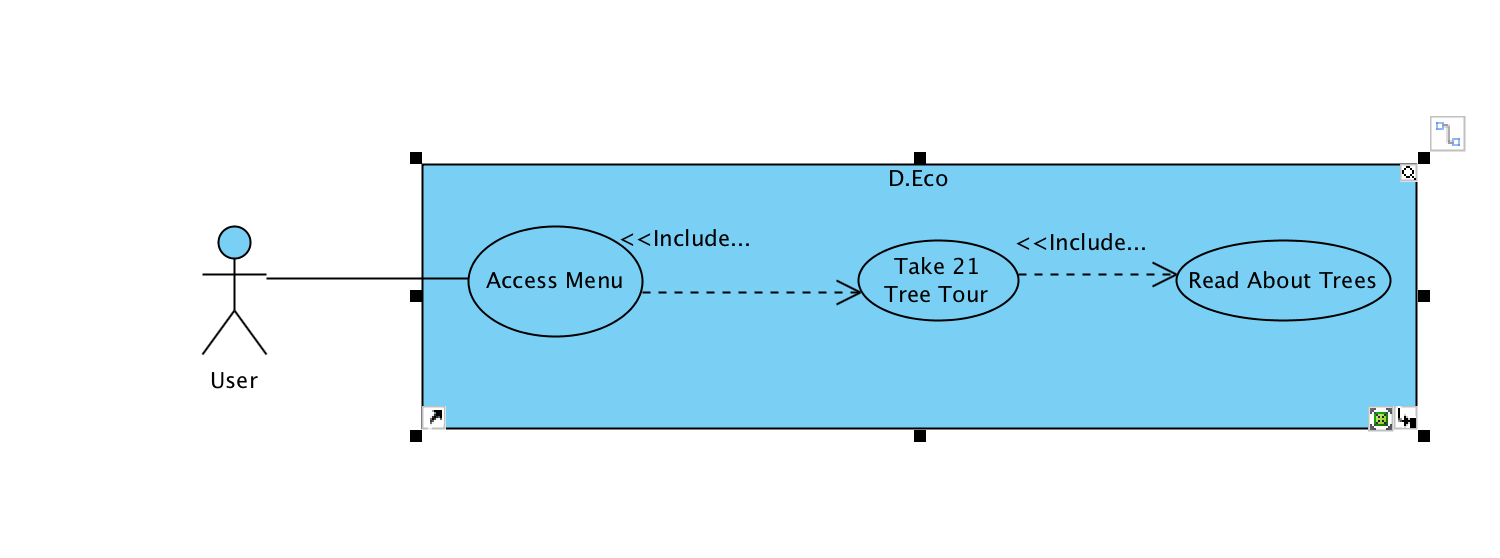 D.Eco
<<Include...
<<Include...
Access Menu
Take 21
Tree Tour
Read About Trees
User